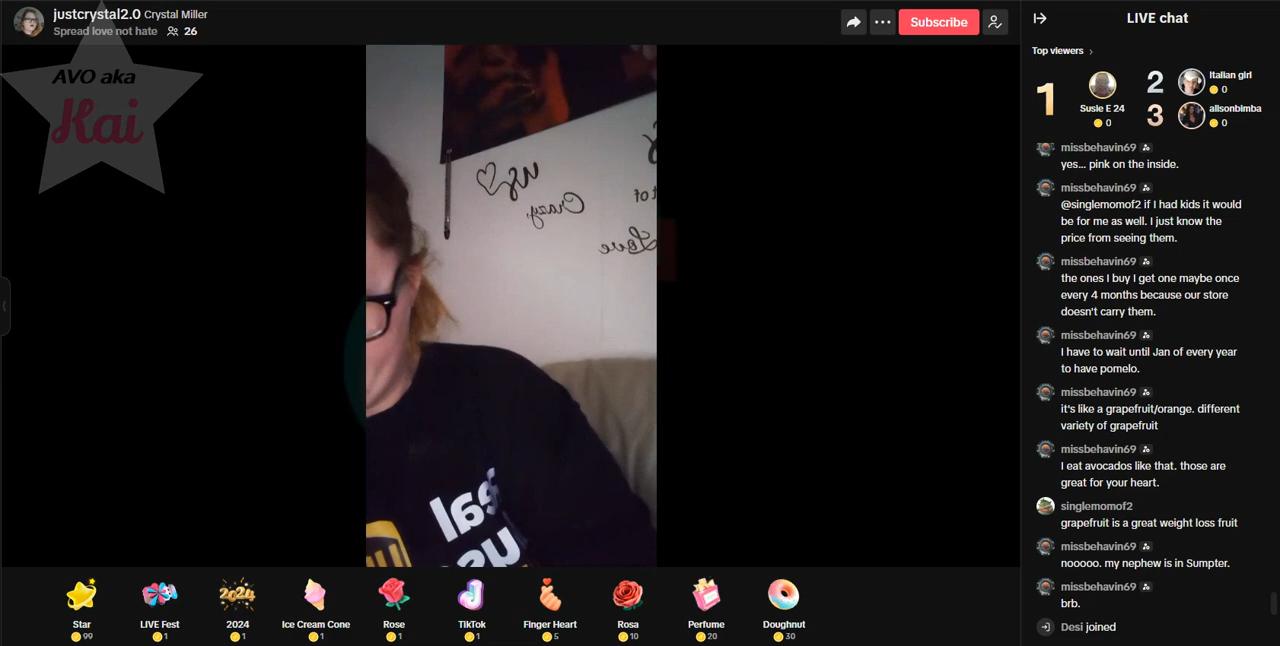 justcrystal2.0 Crystal Miller
Spread love not hate 26
Subscribe
AVO aka
Kai
us
Crazy
ot of
Love
eal
Star
99
LIVE Fest
1
2024
2024
1
Ice Cream Cone
1
Rose
1
TikTok
1
Finger Heart
5
Rosa
10
Perfume
20
Doughnut
30
LIVE chat
Top viewers >
1
Susie E 24
0
2
Italian girl
0
3
alisonbimba
0
missbehavin69
yes... pink on the inside.
missbehavin69
@singlemomof2 if I had kids it would
be for me as well. I just know the
price from seeing them.
missbehavin69
the ones I buy I get one maybe once
every 4 months because our store
doesn't carry them.
missbehavin69
I have to wait until Jan of every year
to have pomelo.
missbehavin69
it's like a grapefruit/orange. different
variety of grapefruit
missbehavin69
I eat avocados like that. those are
great for your heart.
singlemomof2
grapefruit is a great weight loss fruit
missbehavin69
nooooo. my nephew is in Sumpter.
missbehavin69
brb.
Desi joined